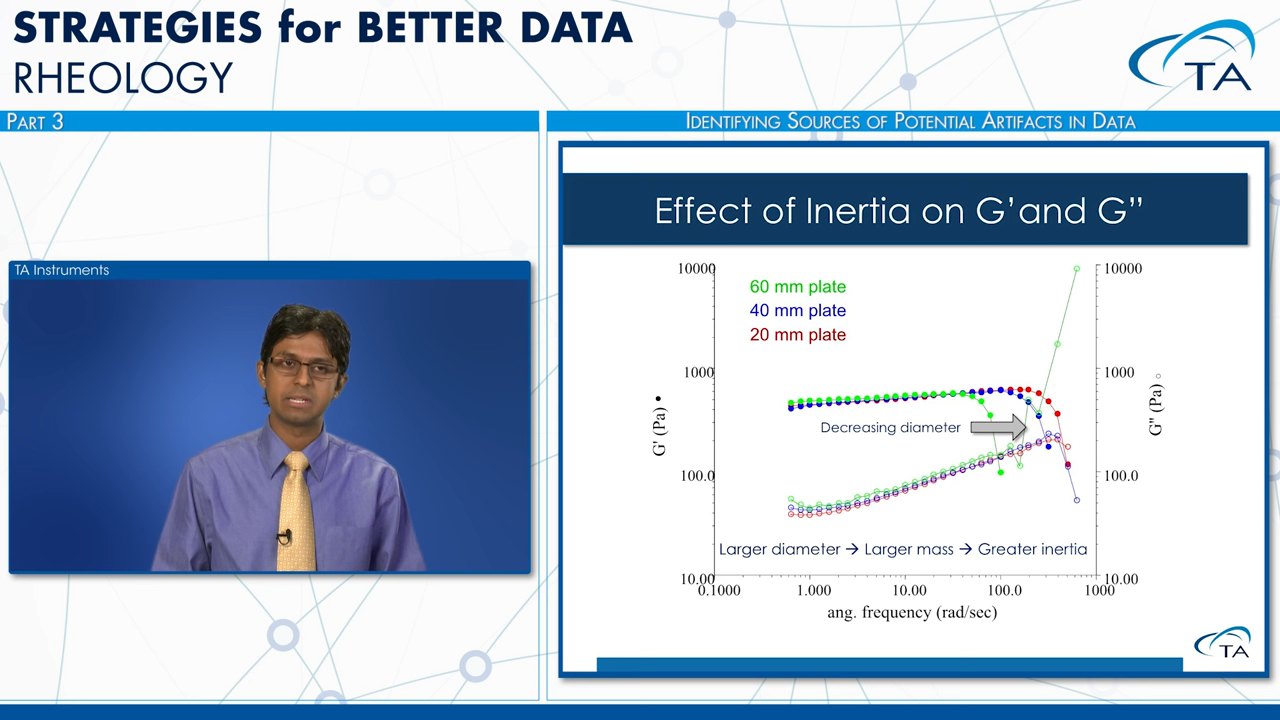 STRATEGIES for BETTER DATA
RHEOLOGY
TA
PART 3
IDENTIFYING SOURCES OF POTENTIAL ARTIFACTS IN DATA
TA Instruments
Effect of Inertia on G’and G”
60 mm plate
40 mm plate
20 mm plate
10000
1000
100.0
10.00
G' (Pa) •
10000
1000
100.0
10.00
G'' (Pa) ○
Decreasing diameter
Larger diameter → Larger mass → Greater inertia
0.1000 1.000 10.00 100.0 1000
ang. frequency (rad/sec)
TA